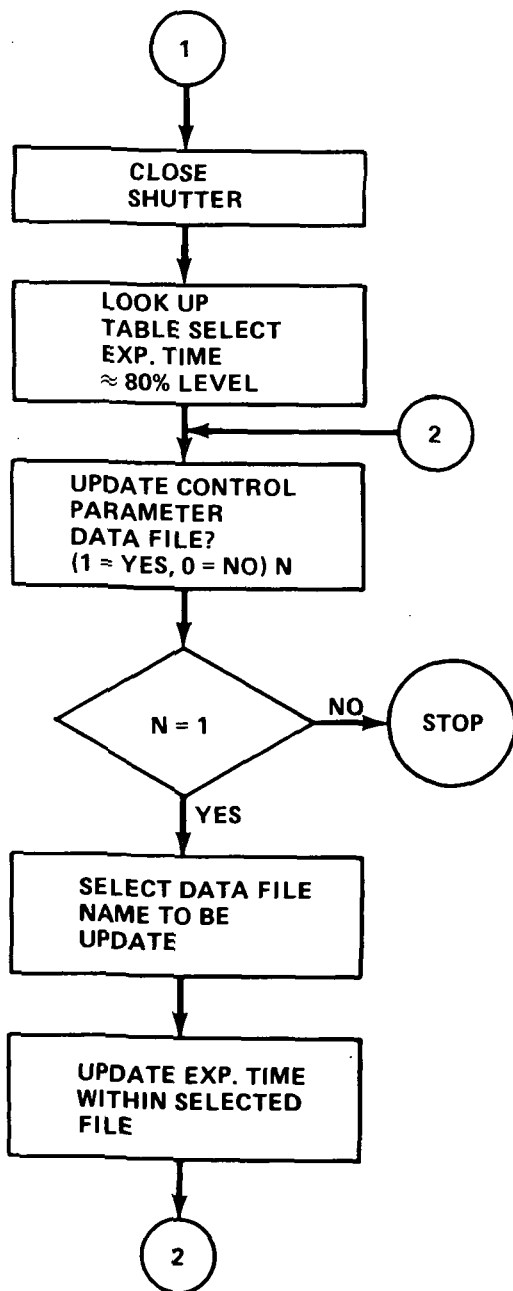 1
CLOSE
SHUTTER
LOOK UP
TABLE SELECT
EXP. TIME
≈ 80% LEVEL
2
UPDATE CONTROL
PARAMETER
DATA FILE?
(1 = YES, 0 = NO) N
N = 1
NO
STOP
YES
SELECT DATA FILE
NAME TO BE
UPDATE
UPDATE EXP. TIME
WITHIN SELECTED
FILE
2